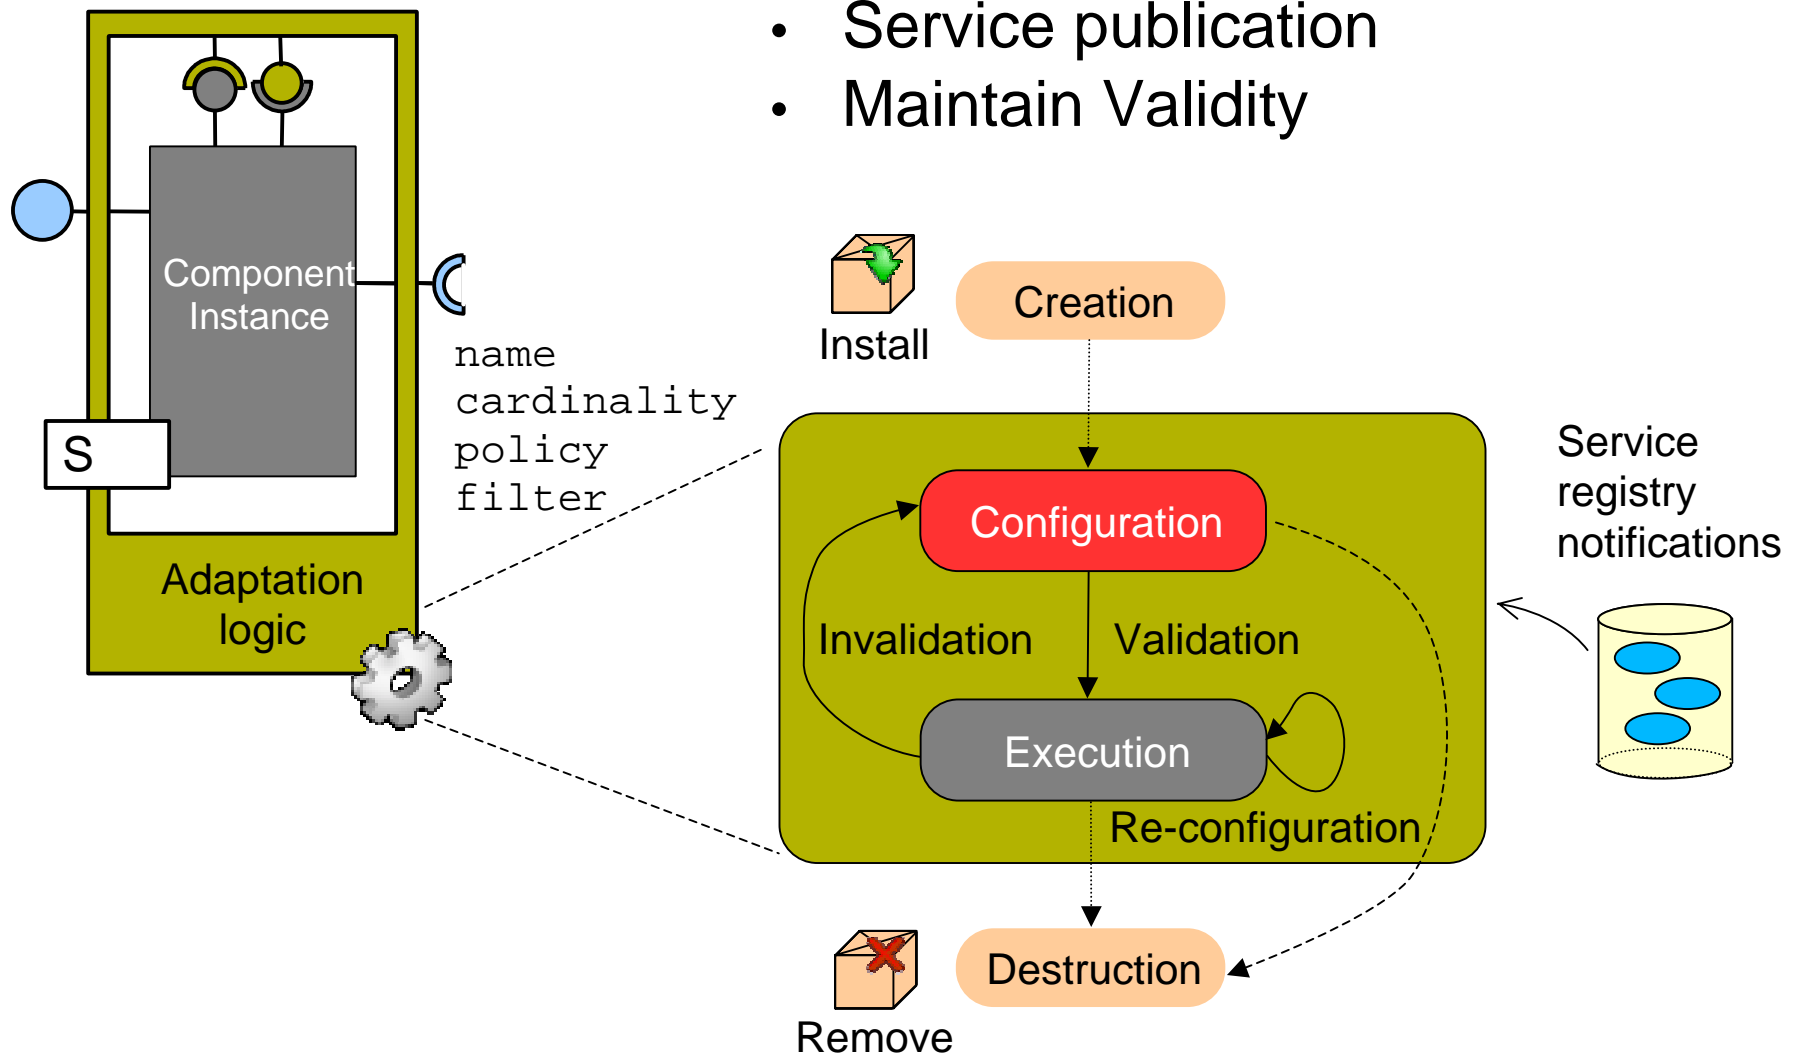 • Service publication
• Maintain Validity
Component
Instance
name
cardinality
policy
filter
S
Adaptation
logic
Install
Creation
Configuration
Invalidation
Validation
Execution
Re-configuration
Destruction
Remove
Service
registry
notifications